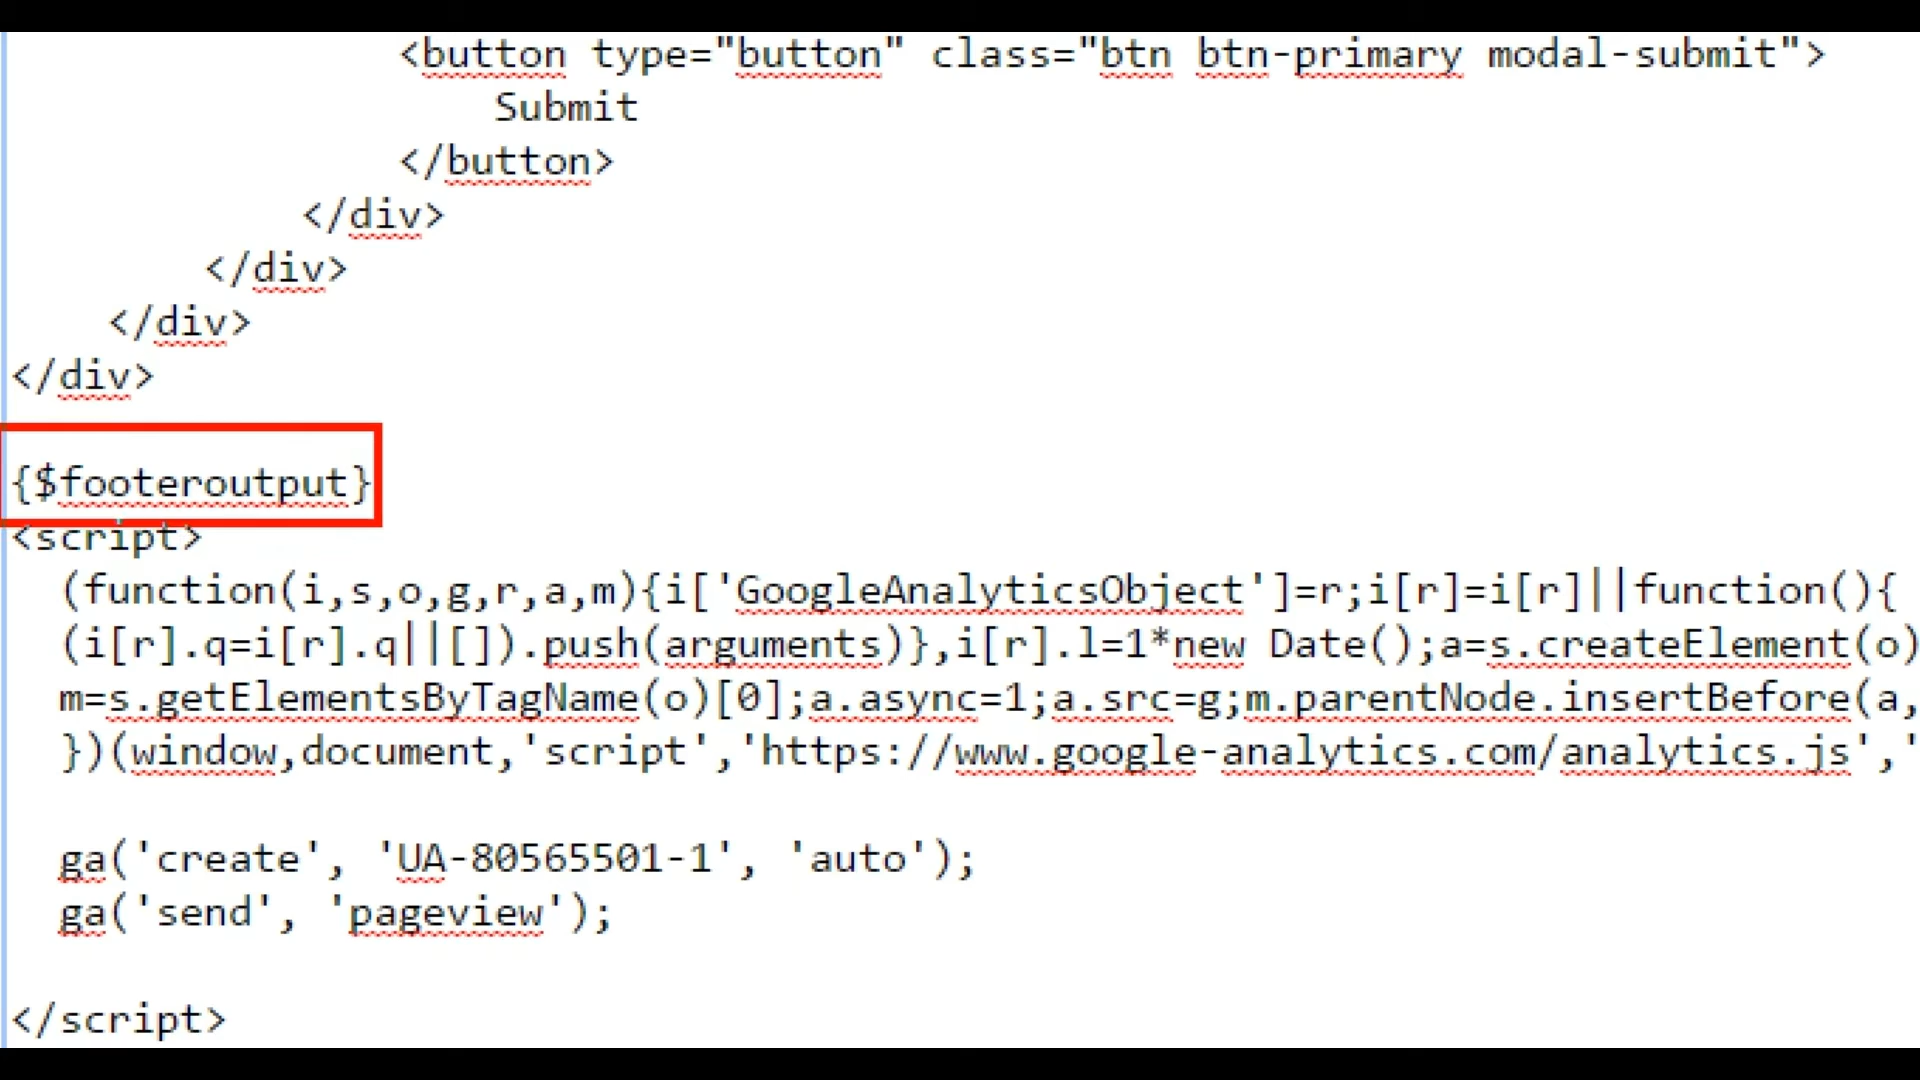 <button type="button" class="btn btn-primary modal-submit">
Submit
</button>
</div>
</div>
</div>
</div>
{$footeroutput}
<script>
(function(i,s,o,g,r,a,m){i['GoogleAnalyticsObject']=r;i[r]=i[r]||function(){
(i[r].q=i[r].q||[]).push(arguments)},i[r].l=1*new Date();a=s.createElement(o)
m=s.getElementsByTagName(o)[0];a.async=1;a.src=g;m.parentNode.insertBefore(a,
})(window,document,'script','https://www.google-analytics.com/analytics.js','
ga('create', 'UA-80565501-1', 'auto');
ga('send', 'pageview');
</script>